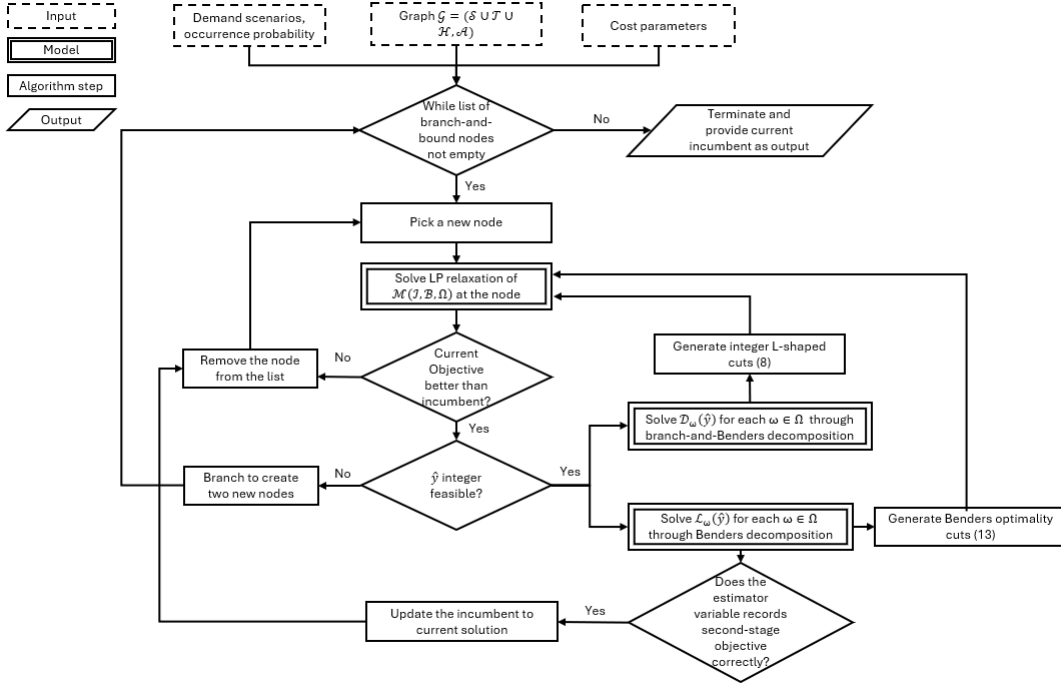 Input
Model
Algorithm step
Output
Demand scenarios,
occurrence probability
Graph 𝒢 = (𝒮 ∪ 𝒯 ∪
ℋ, 𝒜)
Cost parameters
While list of
branch-and-
bound nodes
not empty
No
Terminate and
provide current
incumbent as output
Yes
Pick a new node
Solve LP relaxation of
ℳ(ℐ, ℬ, Ω) at the node
Current
Objective
better than
incumbent?
No
Remove the node
from the list
Generate integer L-shaped
cuts (8)
Yes
Solve 𝒟ω(ŷ) for each ω ∈ Ω through
branch-and-Benders decomposition
ŷ integer
feasible?
No
Branch to create
two new nodes
Yes
Solve ℒω(ŷ) for each ω ∈ Ω
through Benders decomposition
Generate Benders optimality
cuts (13)
Does the
estimator
variable records
second-stage
objective
correctly?
Yes
Update the incumbent to
current solution